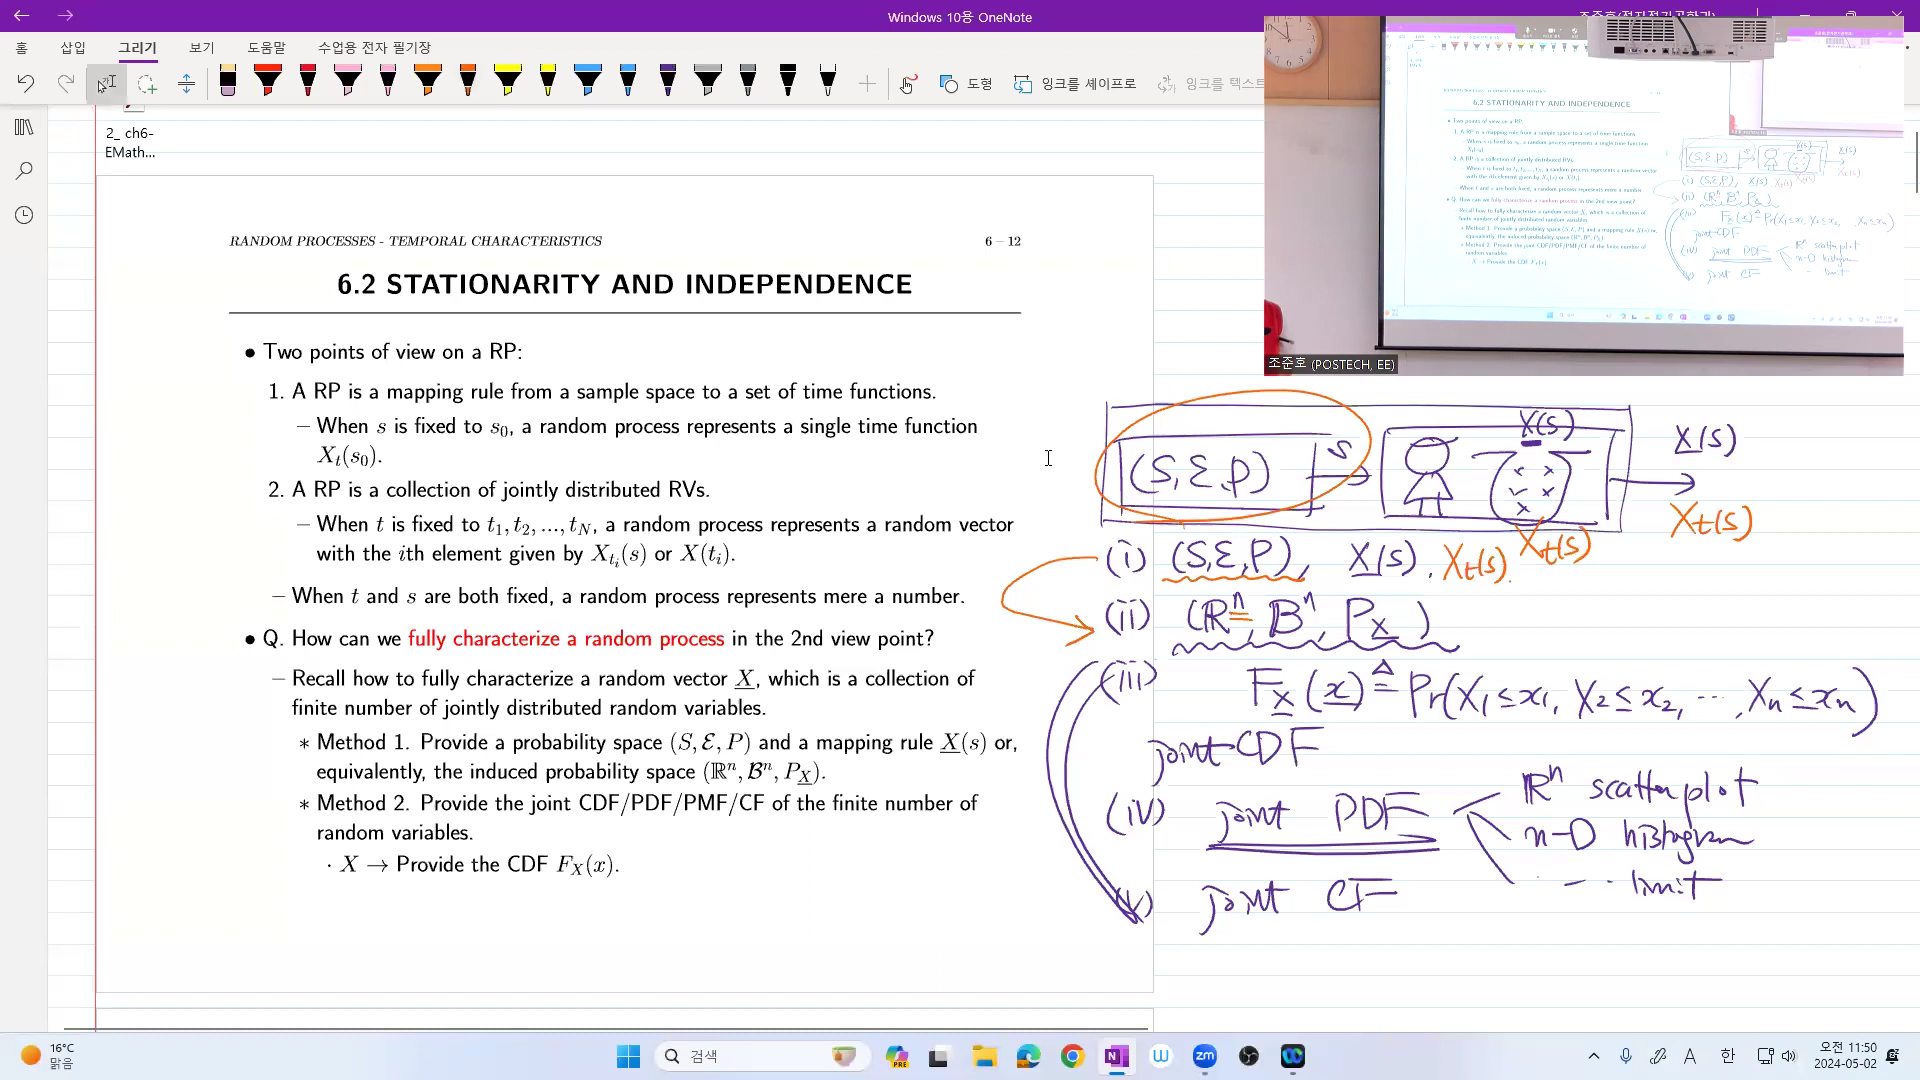 Windows 10용 OneNote
홈 삽입 그리기 보기 도움말 수업용 전자 필기장
도형 잉크를 셰이프로 잉크를 텍스트
2_ ch6-
EMath...
조준호 (POSTECH, EE)
RANDOM PROCESSES - TEMPORAL CHARACTERISTICS 6 – 12
6.2 STATIONARITY AND INDEPENDENCE
• Two points of view on a RP:
1. A RP is a mapping rule from a sample space to a set of time functions.
– When s is fixed to s₀, a random process represents a single time function
Xₜ(s₀).
2. A RP is a collection of jointly distributed RVs.
– When t is fixed to t₁, t₂, ..., t_N, a random process represents a random vector
with the ith element given by X_{t_i}(s) or X(t_i).
– When t and s are both fixed, a random process represents mere a number.
• Q. How can we fully characterize a random process in the 2nd view point?
– Recall how to fully characterize a random vector X, which is a collection of
finite number of jointly distributed random variables.
∗ Method 1. Provide a probability space (S, ℰ, P) and a mapping rule X(s) or,
equivalently, the induced probability space (ℝⁿ, ℬⁿ, P_X).
∗ Method 2. Provide the joint CDF/PDF/PMF/CF of the finite number of
random variables.
· X → Provide the CDF F_X(x).
(S, ℰ, P) s X(s) X(s)
Xₜ(s) Xₜ(s)
(i) (S, ℰ, P), X(s). Xₜ(s).
(ii) (ℝⁿ, ℬⁿ, P_X)
(iii) F_X(x) ≜ Pr(X₁≤x₁, X₂≤x₂, ..., Xₙ≤xₙ)
joint CDF
(iv) joint PDF ℝⁿ scatter plot
n-D histogram
limit
(v) joint CF
16°C
맑음
검색
한
오전 11:50
2024-05-02